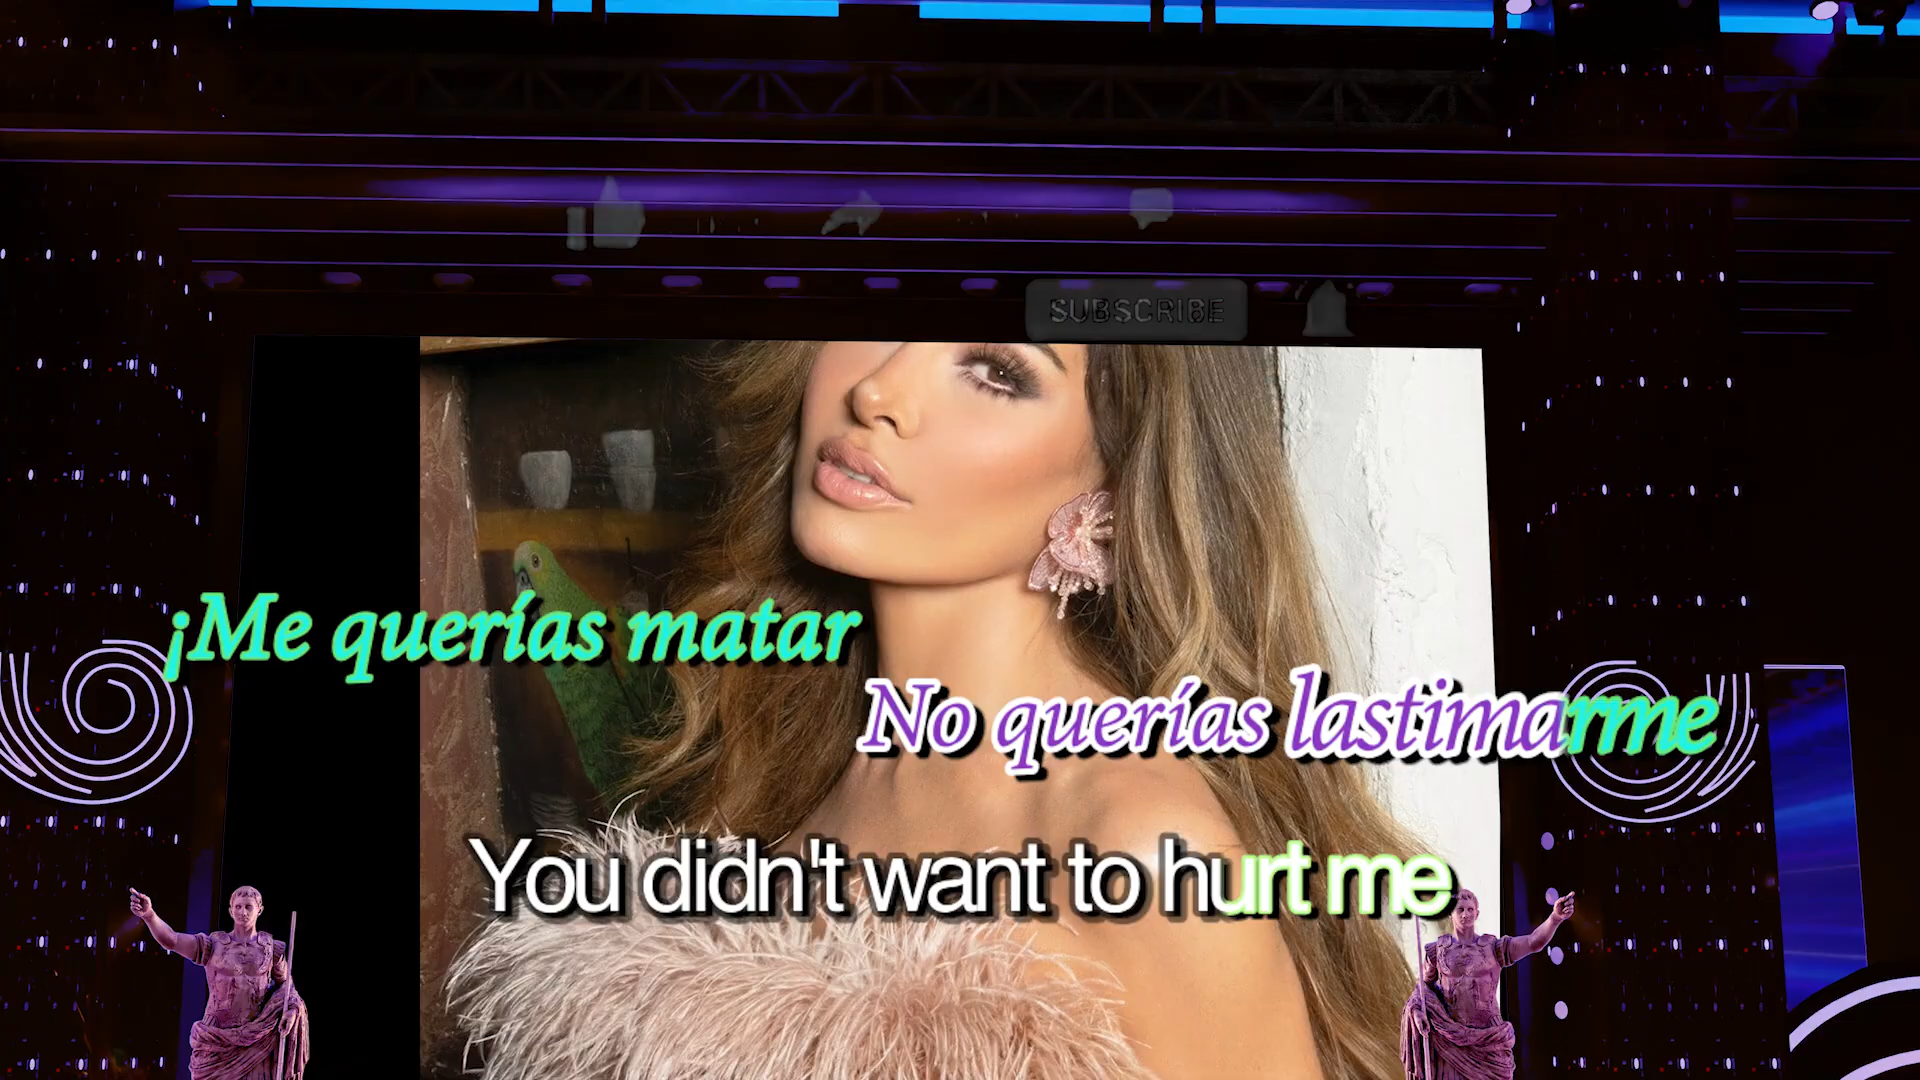 SUBSCRIBE
¡Me querías matar
No querías lastimarme
You didn't want to hurt me